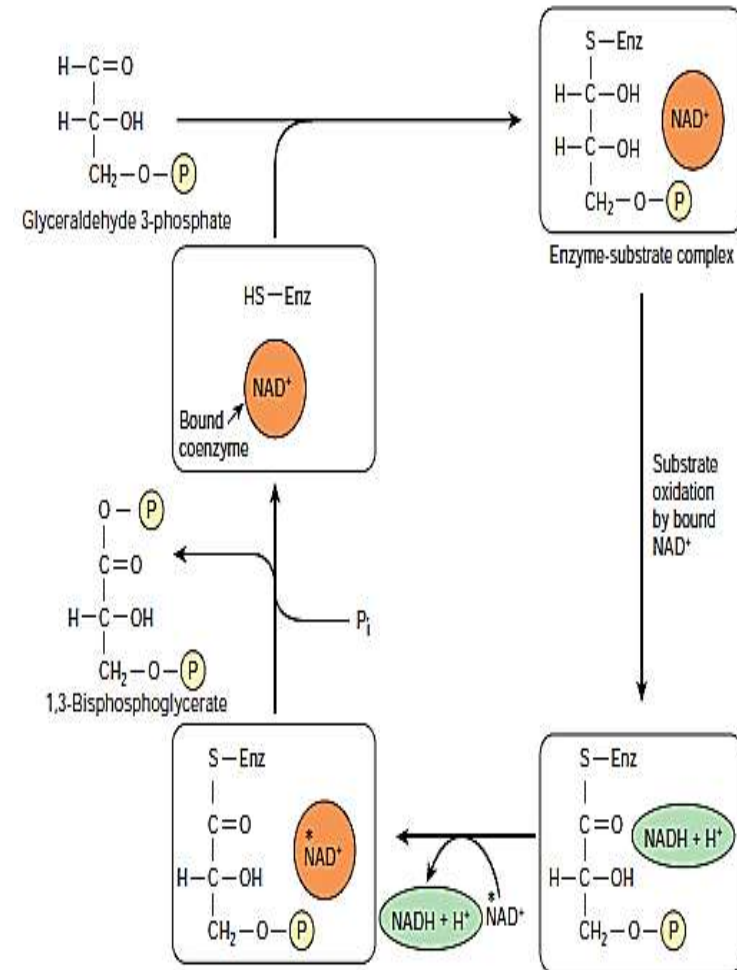 H–C=O
H–C–OH
CH₂–O–P
Glyceraldehyde 3-phosphate
S–Enz
H–C–OH
H–C–OH
CH₂–O–P
NAD⁺
Enzyme-substrate complex
HS–Enz
NAD⁺
Bound
coenzyme
Substrate
oxidation
by bound
NAD⁺
O–P
C=O
H–C–OH
CH₂–O–P
1,3-Bisphosphoglycerate
Pi
S–Enz
C=O
H–C–OH
CH₂–O–P
*
NAD⁺
NADH + H⁺
*
NAD⁺
S–Enz
C=O
H–C–OH
CH₂–O–P
NADH + H⁺